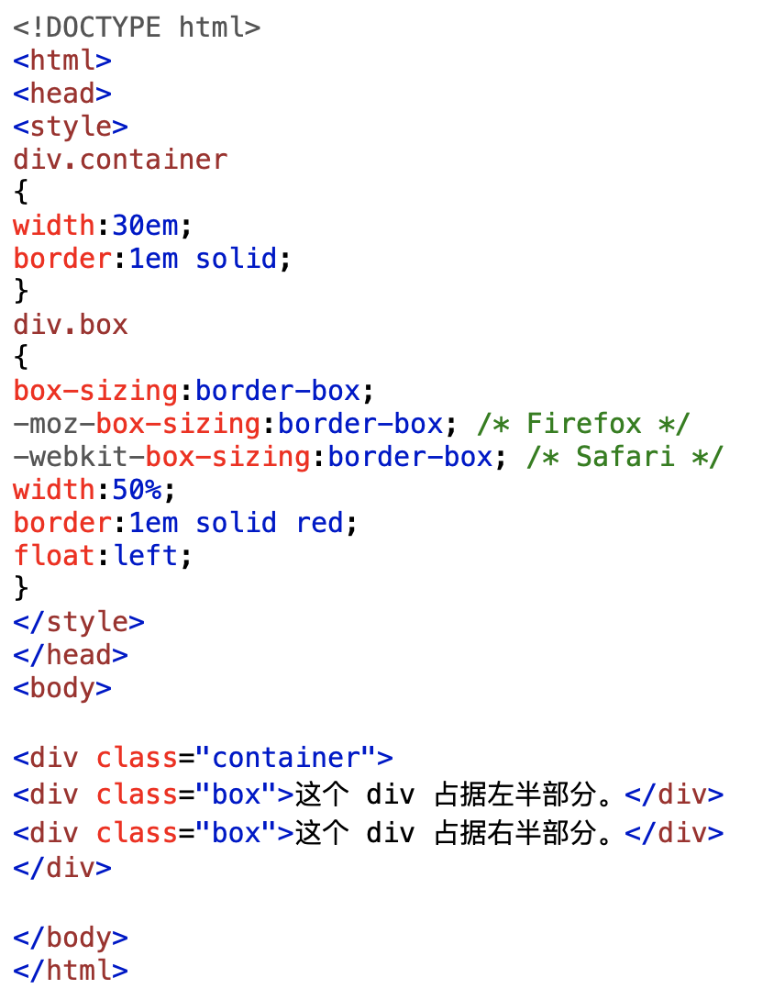 <!DOCTYPE html>
<html>
<head>
<style>
div.container
{
width:30em;
border:1em solid;
}
div.box
{
box-sizing:border-box;
-moz-box-sizing:border-box; /* Firefox */
-webkit-box-sizing:border-box; /* Safari */
width:50%;
border:1em solid red;
float:left;
}
</style>
</head>
<body>

<div class="container">
<div class="box">这个 div 占据左半部分。</div>
<div class="box">这个 div 占据右半部分。</div>
</div>

</body>
</html>